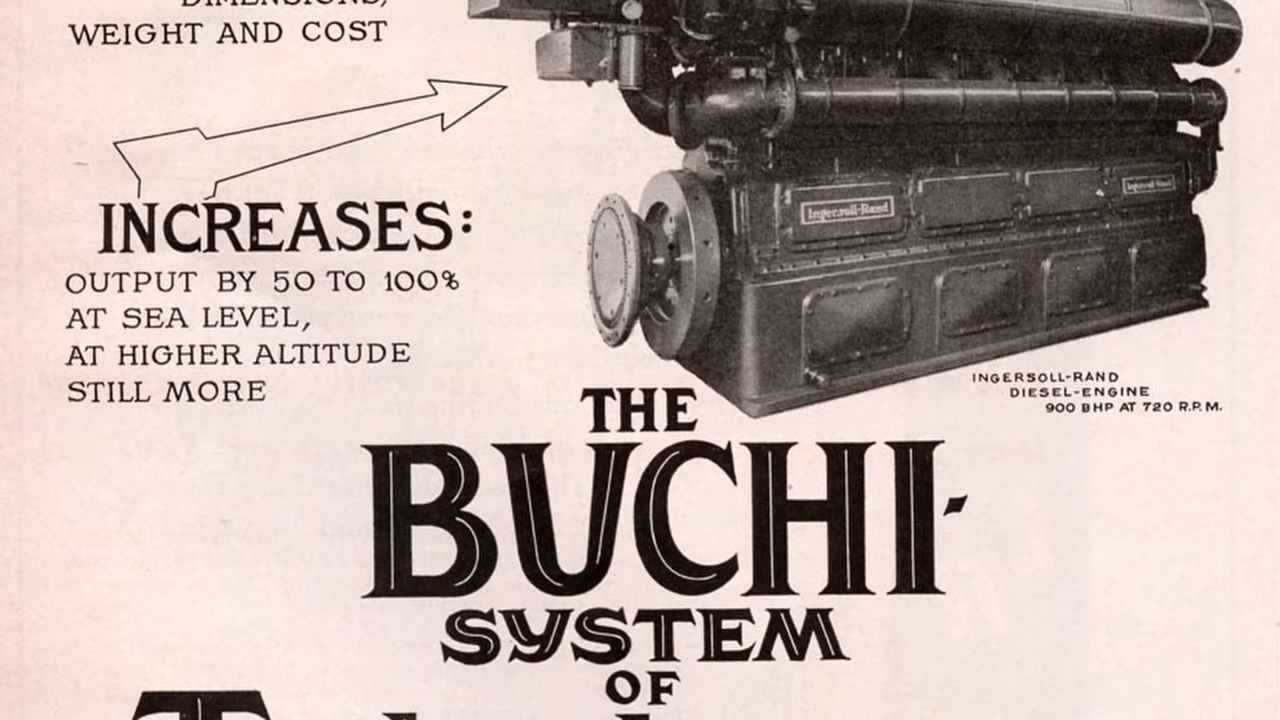 DIMENSIONS,
WEIGHT AND COST
INCREASES:
OUTPUT BY 50 TO 100%
AT SEA LEVEL,
AT HIGHER ALTITUDE
STILL MORE
Ingersoll-Rand
Ingersoll-Rand
INGERSOLL-RAND
DIESEL-ENGINE
900 BHP AT 720 R.P.M.
THE
BUCHI-
SYSTEM
OF